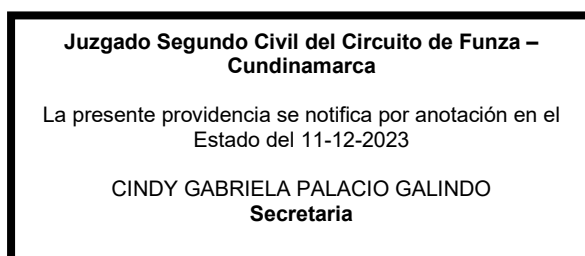 Juzgado Segundo Civil del Circuito de Funza –
Cundinamarca
La presente providencia se notifica por anotación en el
Estado del 11-12-2023
CINDY GABRIELA PALACIO GALINDO
Secretaria